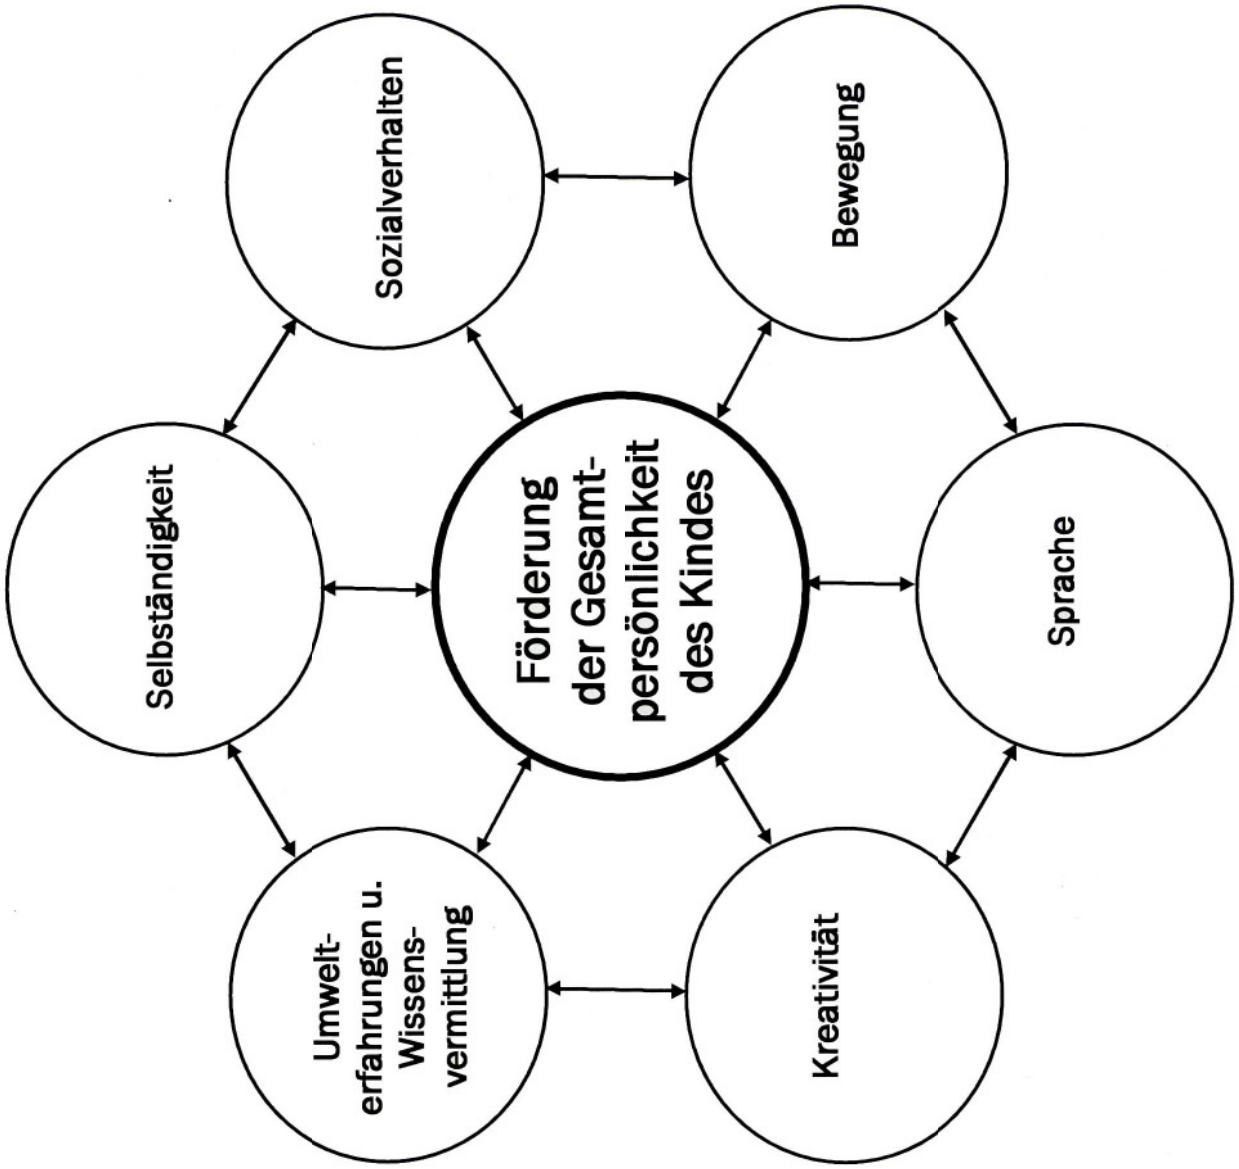 Förderung
der Gesamt-
persönlichkeit
des Kindes
Selbständigkeit
Sozialverhalten
Bewegung
Sprache
Kreativität
Umwelt-
erfahrungen u.
Wissens-
vermittlung